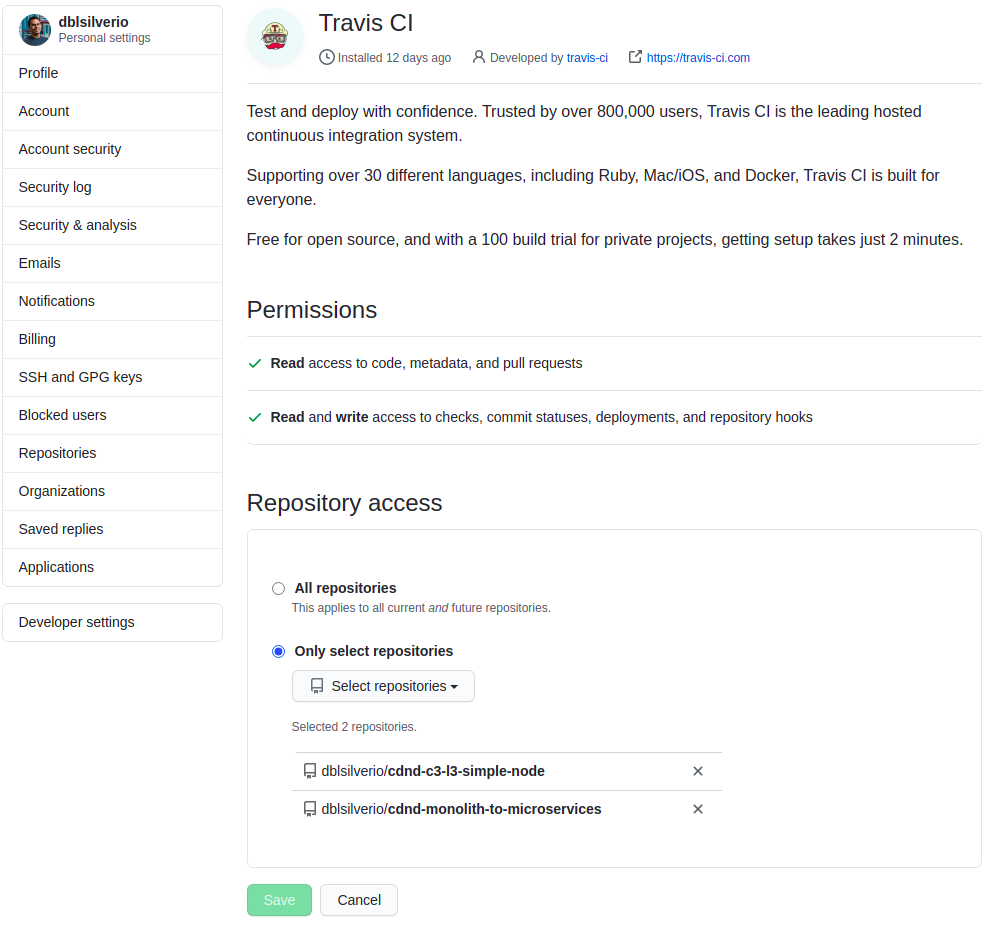 dblsilverio
Personal settings
Profile
Account
Account security
Security log
Security & analysis
Emails
Notifications
Billing
SSH and GPG keys
Blocked users
Repositories
Organizations
Saved replies
Applications
Developer settings
Travis CI
Installed 12 days ago Developed by travis-ci https://travis-ci.com
Test and deploy with confidence. Trusted by over 800,000 users, Travis CI is the leading hosted
continuous integration system.
Supporting over 30 different languages, including Ruby, Mac/iOS, and Docker, Travis CI is built for
everyone.
Free for open source, and with a 100 build trial for private projects, getting setup takes just 2 minutes.
Permissions
Read access to code, metadata, and pull requests
Read and write access to checks, commit statuses, deployments, and repository hooks
Repository access
All repositories
This applies to all current and future repositories.
Only select repositories
Select repositories
Selected 2 repositories.
dblsilverio/cdnd-c3-l3-simple-node
dblsilverio/cdnd-monolith-to-microservices
Save Cancel